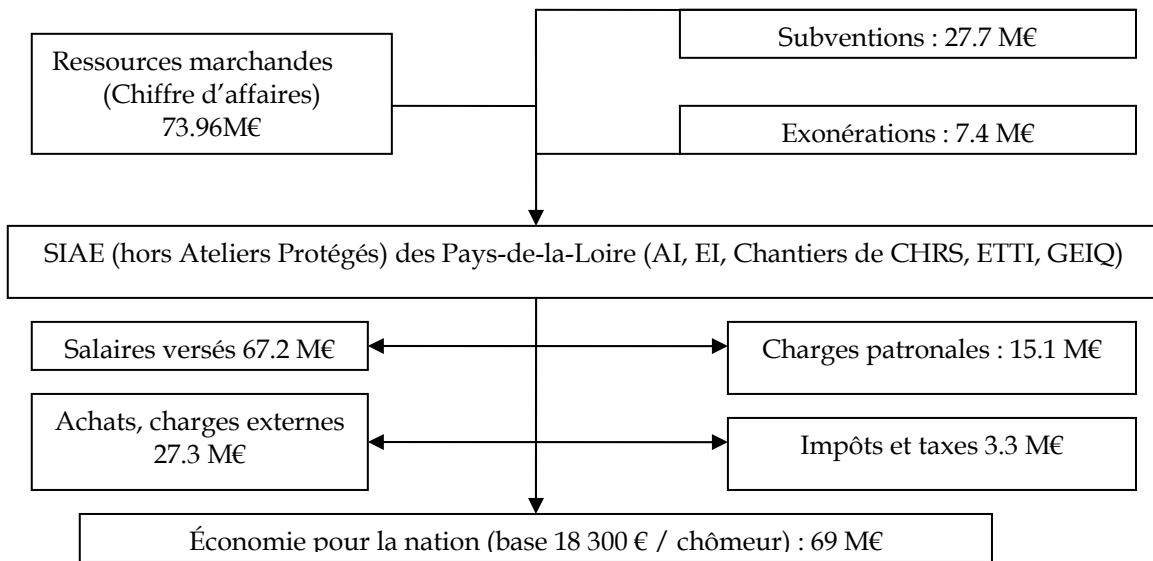 Ressources marchandes
(Chiffre d’affaires)
73.96M€
Subventions : 27.7 M€
Exonérations : 7.4 M€
SIAE (hors Ateliers Protégés) des Pays-de-la-Loire (AI, EI, Chantiers de CHRS, ETTI, GEIQ)
Salaires versés 67.2 M€
Charges patronales : 15.1 M€
Achats, charges externes
27.3 M€
Impôts et taxes 3.3 M€
Économie pour la nation (base 18 300 € / chômeur) : 69 M€